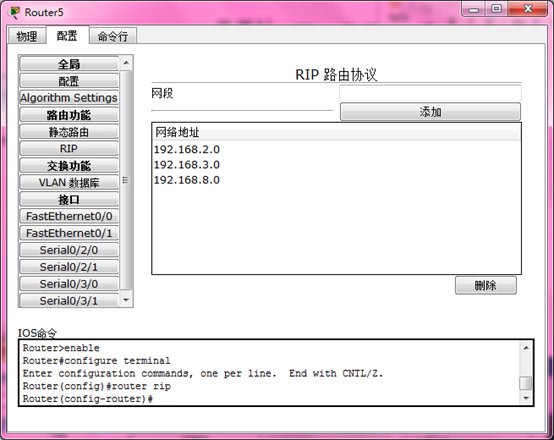 Router5
物理 配置 命令行
全局
配置
Algorithm Settings
路由功能
静态路由
RIP
交换功能
VLAN 数据库
接口
FastEthernet0/0
FastEthernet0/1
Serial0/2/0
Serial0/2/1
Serial0/3/0
Serial0/3/1
RIP 路由协议
网段
添加
网络地址
192.168.2.0
192.168.3.0
192.168.8.0
删除
IOS命令
Router>enable
Router#configure terminal
Enter configuration commands, one per line.  End with CNTL/Z.
Router(config)#router rip
Router(config-router)#